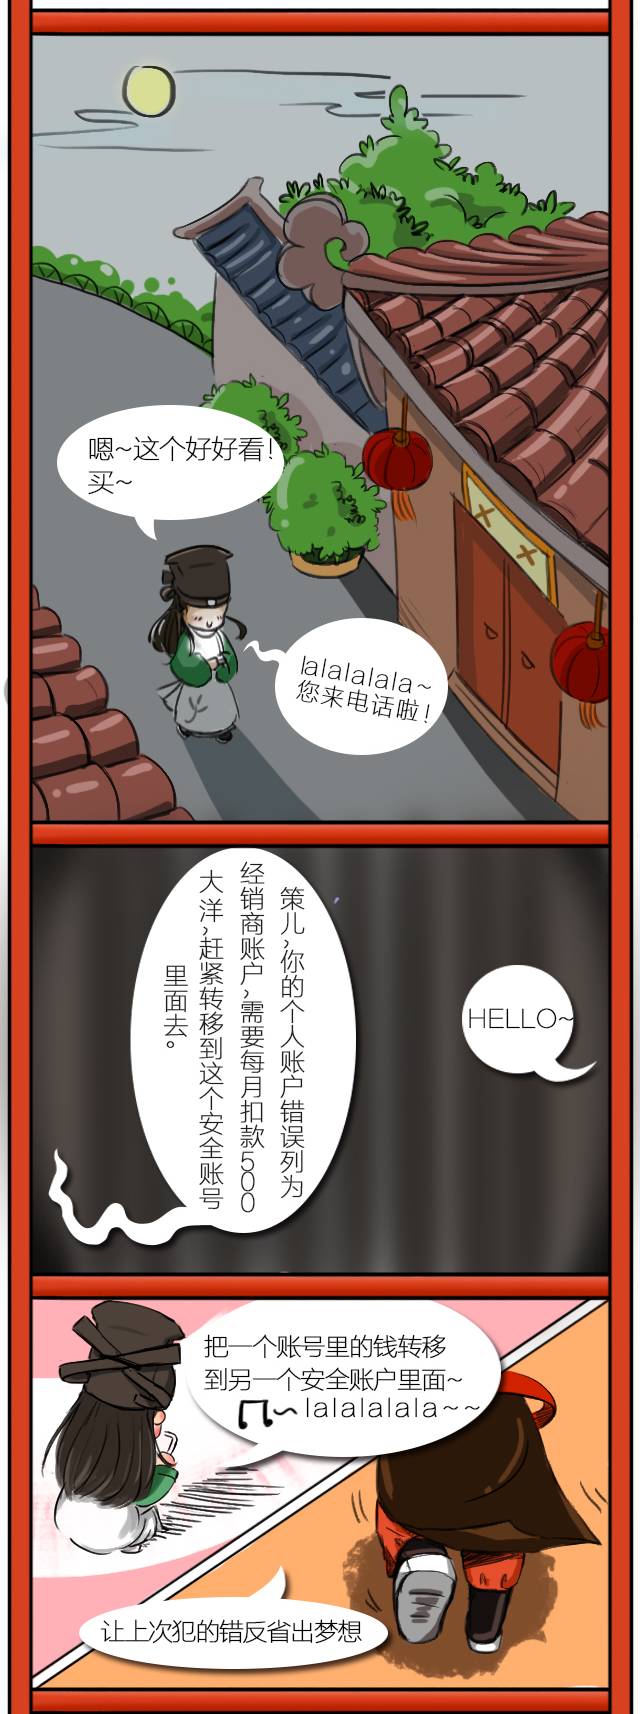 嗯~这个好好看!
买~
lalalalala~
您来电话啦!
HELLO~
策儿,你的个人账户错误列为
经销商账户,需要每月扣款500
大洋,赶紧转移到这个安全账号
里面去。
把一个账号里的钱转移
到另一个安全账户里面~
~lalalalala~~
让上次犯的错反省出梦想